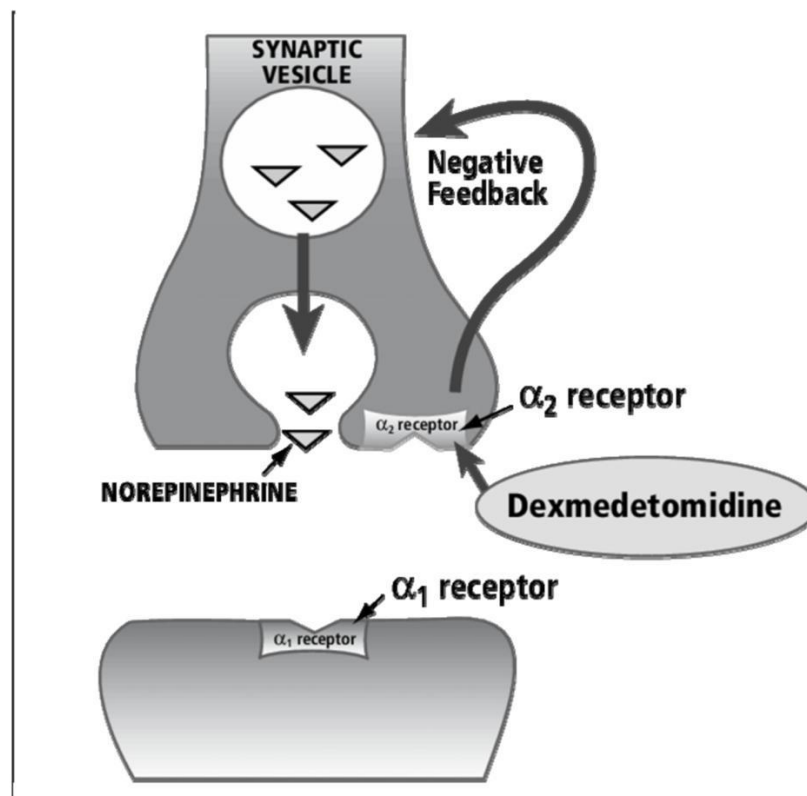 SYNAPTIC
VESICLE
Negative
Feedback
α₂ receptor
α₂ receptor
NOREPINEPHRINE
Dexmedetomidine
α₁ receptor
α₁ receptor